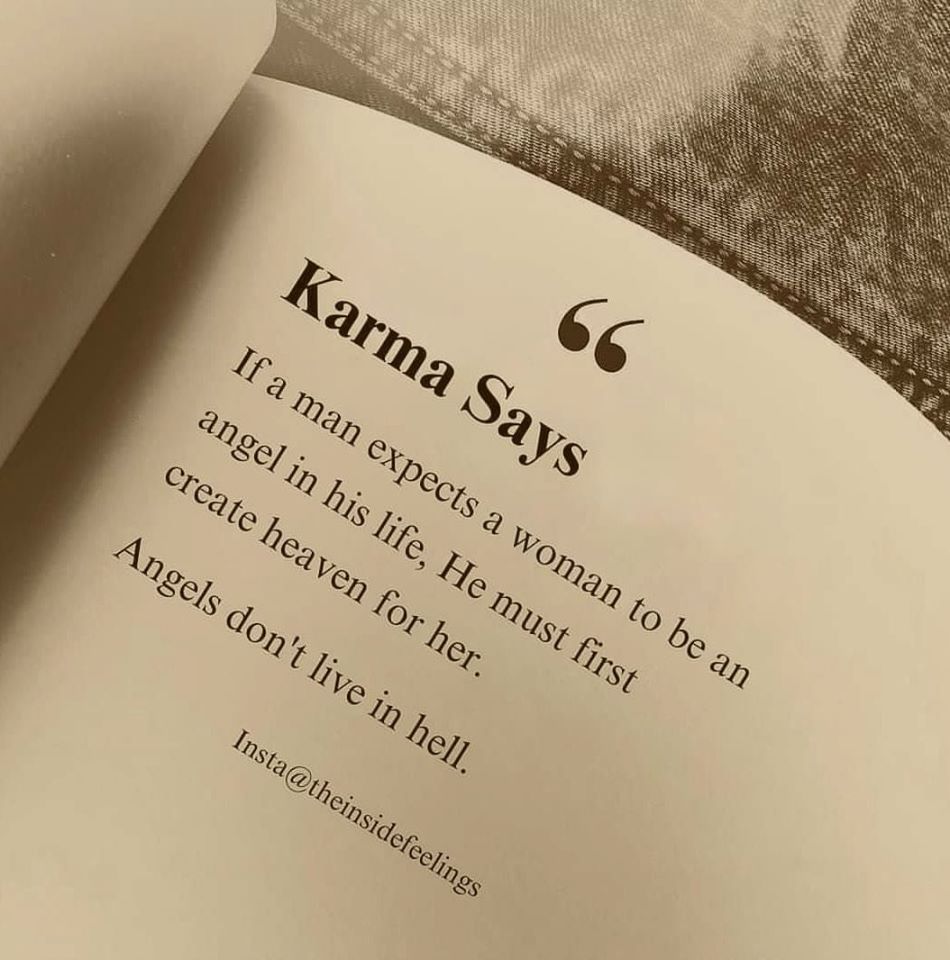 “
Karma Says
If a man expects a woman to be an
angel in his life, He must first
create heaven for her.
Angels don't live in hell.
Insta@theinsidefeelings